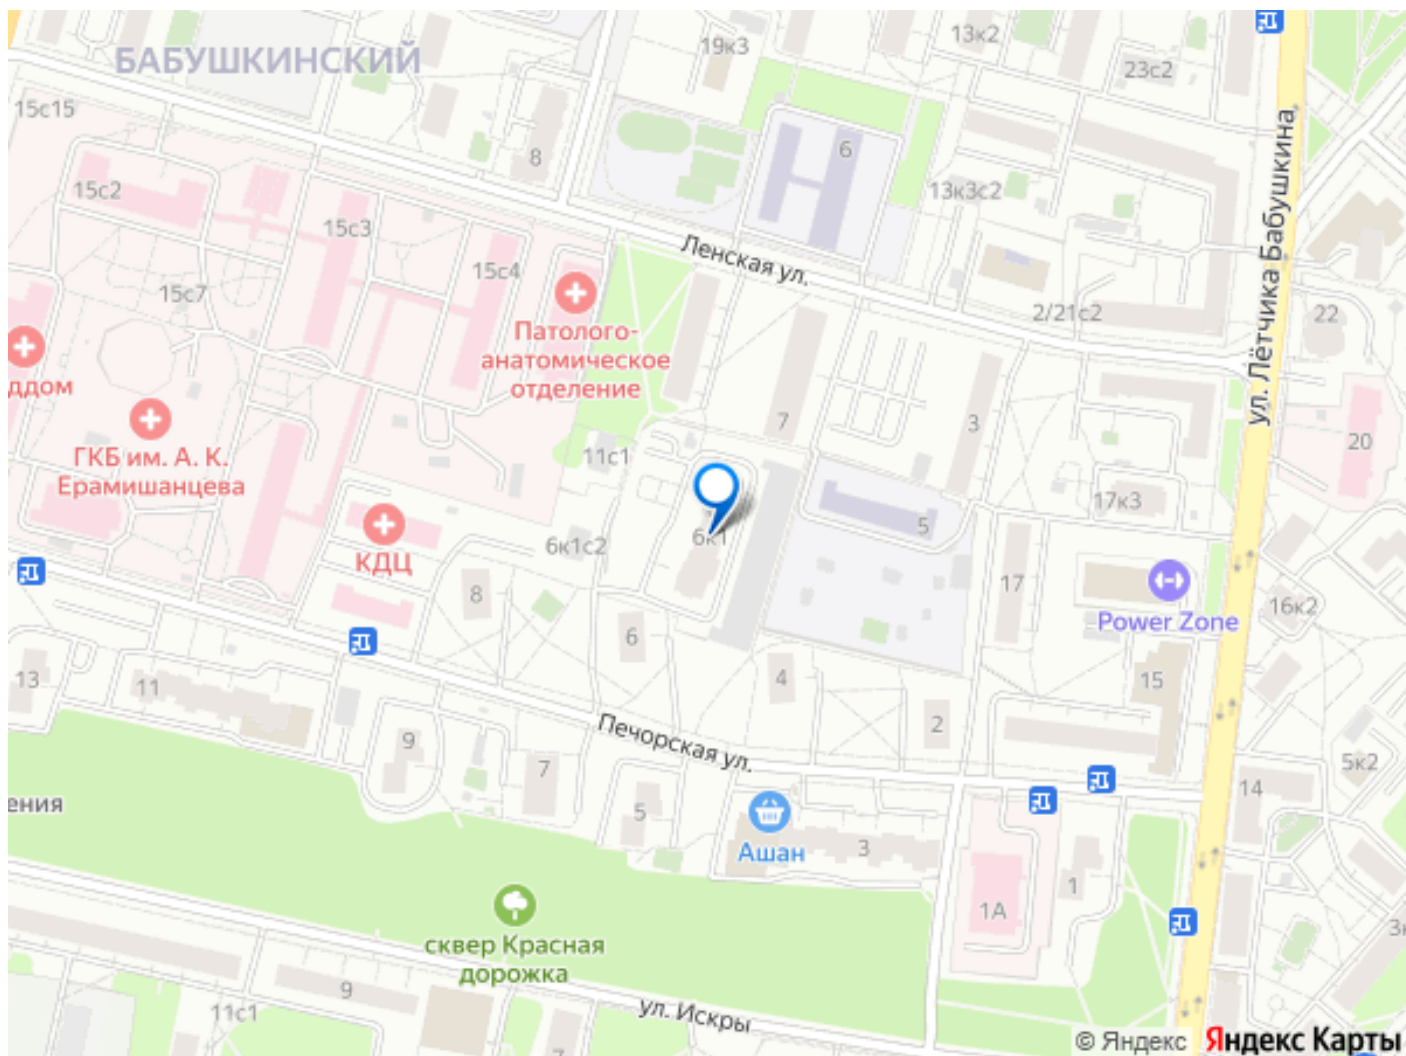 19к3
13к2
23с2
БАБУШКИНСКИЙ
15с15
8
6
15с2
13к3с2
15с3
Ленская ул.
15с4
15с7
ул. Лётчика Бабушкина
2/21с2
22
Патолого-
анатомическое
отделение
ддом
7
3
20
ГКБ им. А. К.
Ерамишанцева
11с1
17к3
5
6к1
6к1с2
КДЦ
8
17
16к2
Power Zone
6
4
15
13
11
2
9
Печорская ул.
7
5к2
14
ения
5
Ашан
3
1
1А
3к
сквер Красная
дорожка
9
11с1
ул. Искры
7
© Яндекс Яндекс Карты